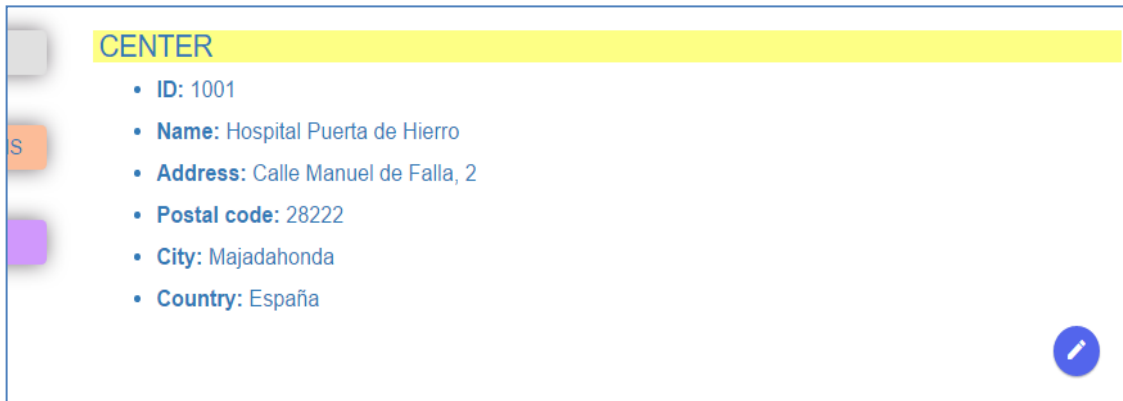 CENTER
ID: 1001
IS
Name: Hospital Puerta de Hierro
Address: Calle Manuel de Falla, 2
Postal code: 28222
City: Majadahonda
Country: España